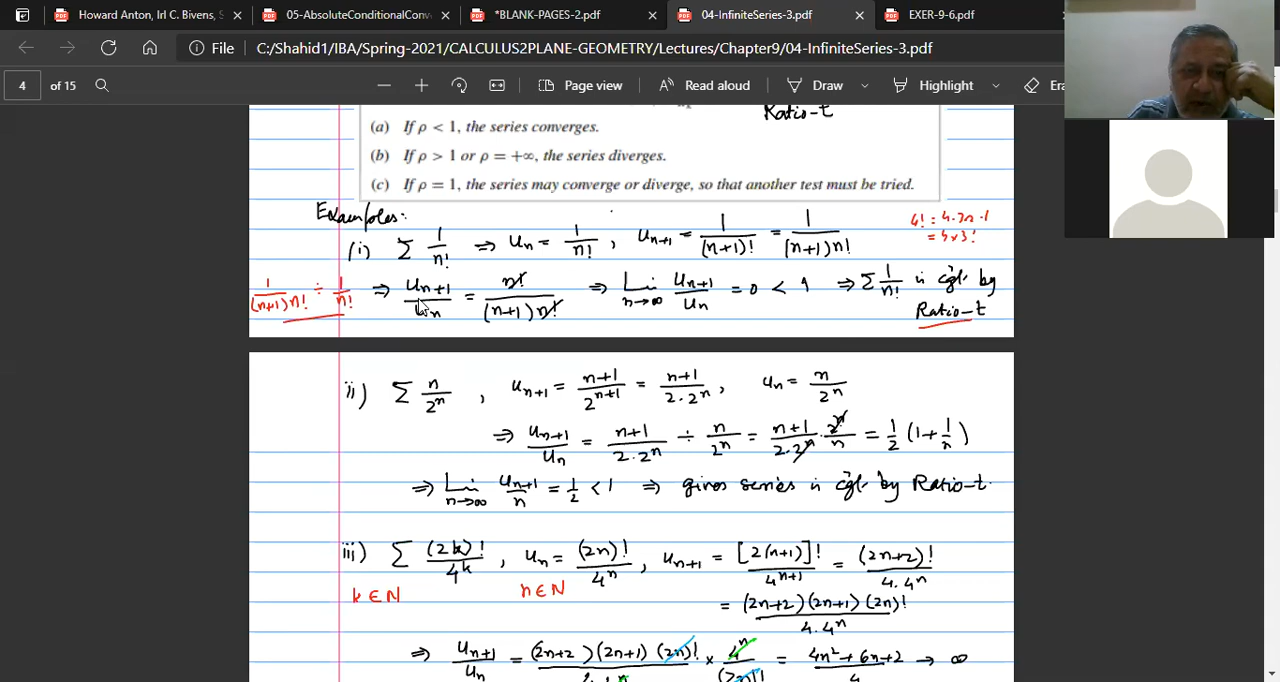 Howard Anton, Irl C. Bivens, S
05-AbsoluteConditionalConv
*BLANK-PAGES-2.pdf
04-InfiniteSeries-3.pdf
EXER-9-6.pdf
File C:/Shahid1/IBA/Spring-2021/CALCULUS2PLANE-GEOMETRY/Lectures/Chapter9/04-InfiniteSeries-3.pdf
4 of 15 Page view Read aloud Draw Highlight Era
Ratio-t
(a) If ρ < 1, the series converges.
(b) If ρ > 1 or ρ = +∞, the series diverges.
(c) If ρ = 1, the series may converge or diverge, so that another test must be tried.
Examples:
(i) Σ 1/n! ⇒ un = 1/n! , un+1 = 1/(n+1)! = 1/(n+1)n!
4! = 4.3.2.1
= 4x3!
1/(n+1)n! ÷ 1/n! ⇒ un+1/un = n!/(n+1)n! ⇒ Lim n→∞ un+1/un = 0 < 1 ⇒ Σ 1/n! is cgt by
Ratio-t
ii) Σ n/2^n , un+1 = n+1/2^n+1 = n+1/2.2^n , un = n/2^n
⇒ un+1/un = n+1/2.2^n ÷ n/2^n = n+1/2.2^n . 2^n/n = 1/2 (1+1/n)
⇒ Lim n→∞ un+1/n = 1/2 < 1 ⇒ given series is cgt by Ratio-t.
iii) Σ (2k)!/4^k , un = (2n)!/4^n , un+1 = [2(n+1)]!/4^n+1 = (2n+2)!/4.4^n
k∈N n∈N
= (2n+2)(2n+1)(2n)!/4.4^n
⇒ un+1/un = (2n+2)(2n+1)(2n)!/4.4^n × 4^n/(2n)! = 4n²+6n+2/4 → ∞